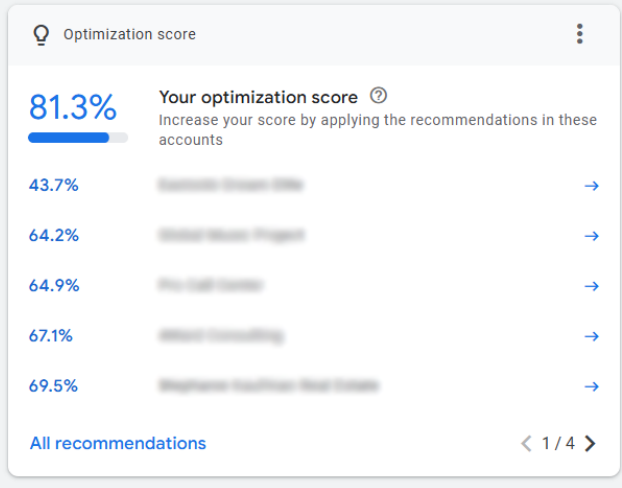 Optimization score
81.3%
Your optimization score
Increase your score by applying the recommendations in these
accounts
43.7%
64.2%
64.9%
67.1%
69.5%
All recommendations
1 / 4